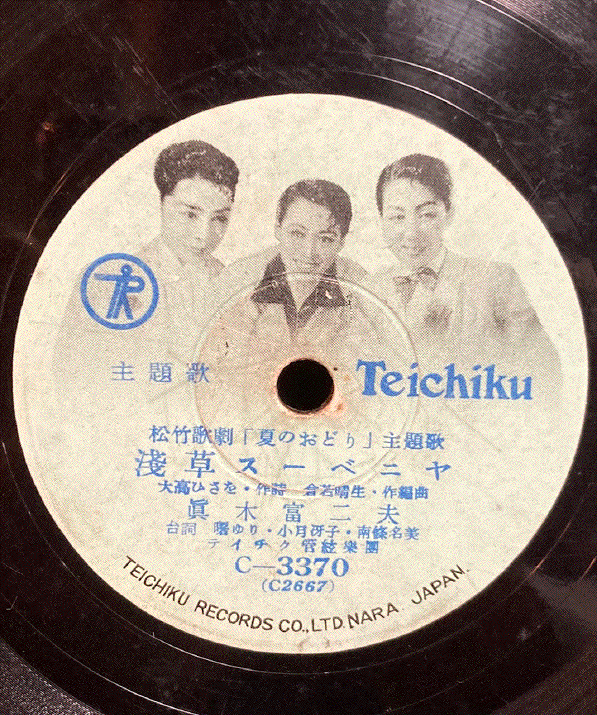 主題歌
Teichiku
松竹歌劇「夏のおどり」主題歌
淺草スーベニヤ
大高ひさを・作詩 倉若晴生・作編曲
眞木富二夫
台詞 曙ゆり・小月冴子・南條名美
テイチク管絃樂團
C—3370
(C2667)
TEICHIKU RECORDS CO., LTD. NARA JAPAN.